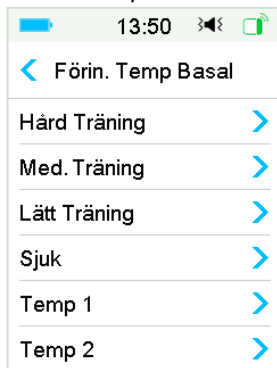 13:50
Förin. Temp Basal
Hård Träning
Med. Träning
Lätt Träning
Sjuk
Temp 1
Temp 2